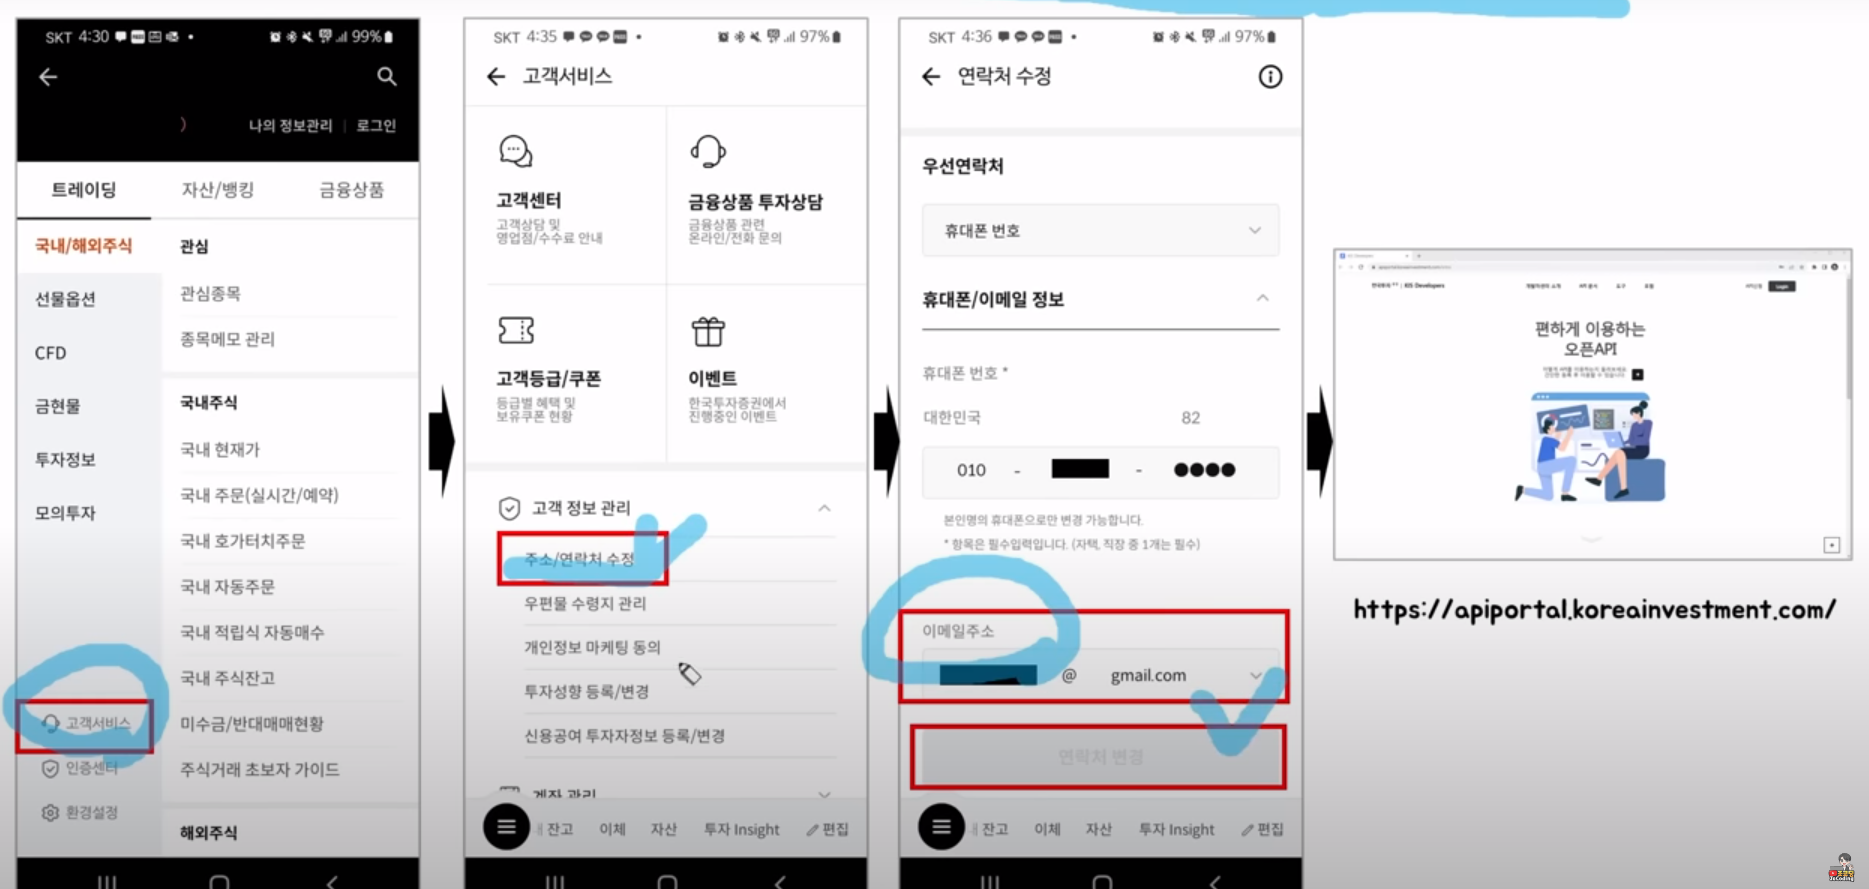 SKT 4:30
99%
나의 정보관리 | 로그인
트레이딩 자산/뱅킹 금융상품
국내/해외주식
선물옵션
CFD
금현물
투자정보
모의투자
고객서비스
인증센터
환경설정
관심
관심종목
종목메모 관리
국내주식
국내 현재가
국내 주문(실시간/예약)
국내 호가터치주문
국내 자동주문
국내 적립식 자동매수
국내 주식잔고
미수금/반대매매현황
주식거래 초보자 가이드
해외주식
SKT 4:35
97%
고객서비스
고객센터
고객상담 및
영업점/수수료 안내
금융상품 투자상담
금융상품 관련
온라인/전화 문의
고객등급/쿠폰
등급별 혜택 및
보유쿠폰 현황
이벤트
한국투자증권에서
진행중인 이벤트
고객 정보 관리
주소/연락처 수정
우편물 수령지 관리
개인정보 마케팅 동의
투자성향 등록/변경
신용공여 투자자정보 등록/변경
계좌 관리
잔고 이체 자산 투자 Insight 편집
SKT 4:36
97%
연락처 수정
우선연락처
휴대폰 번호
휴대폰/이메일 정보
휴대폰 번호 *
대한민국 82
010 - -
본인명의 휴대폰으로만 변경 가능합니다.
* 항목은 필수입력입니다. (자택, 직장 중 1개는 필수)
이메일주소
@ gmail.com
연락처 변경
잔고 이체 자산 투자 Insight 편집
KIS Developers
Login
편하게 이용하는
오픈API
https://apiportal.koreainvestment.com/